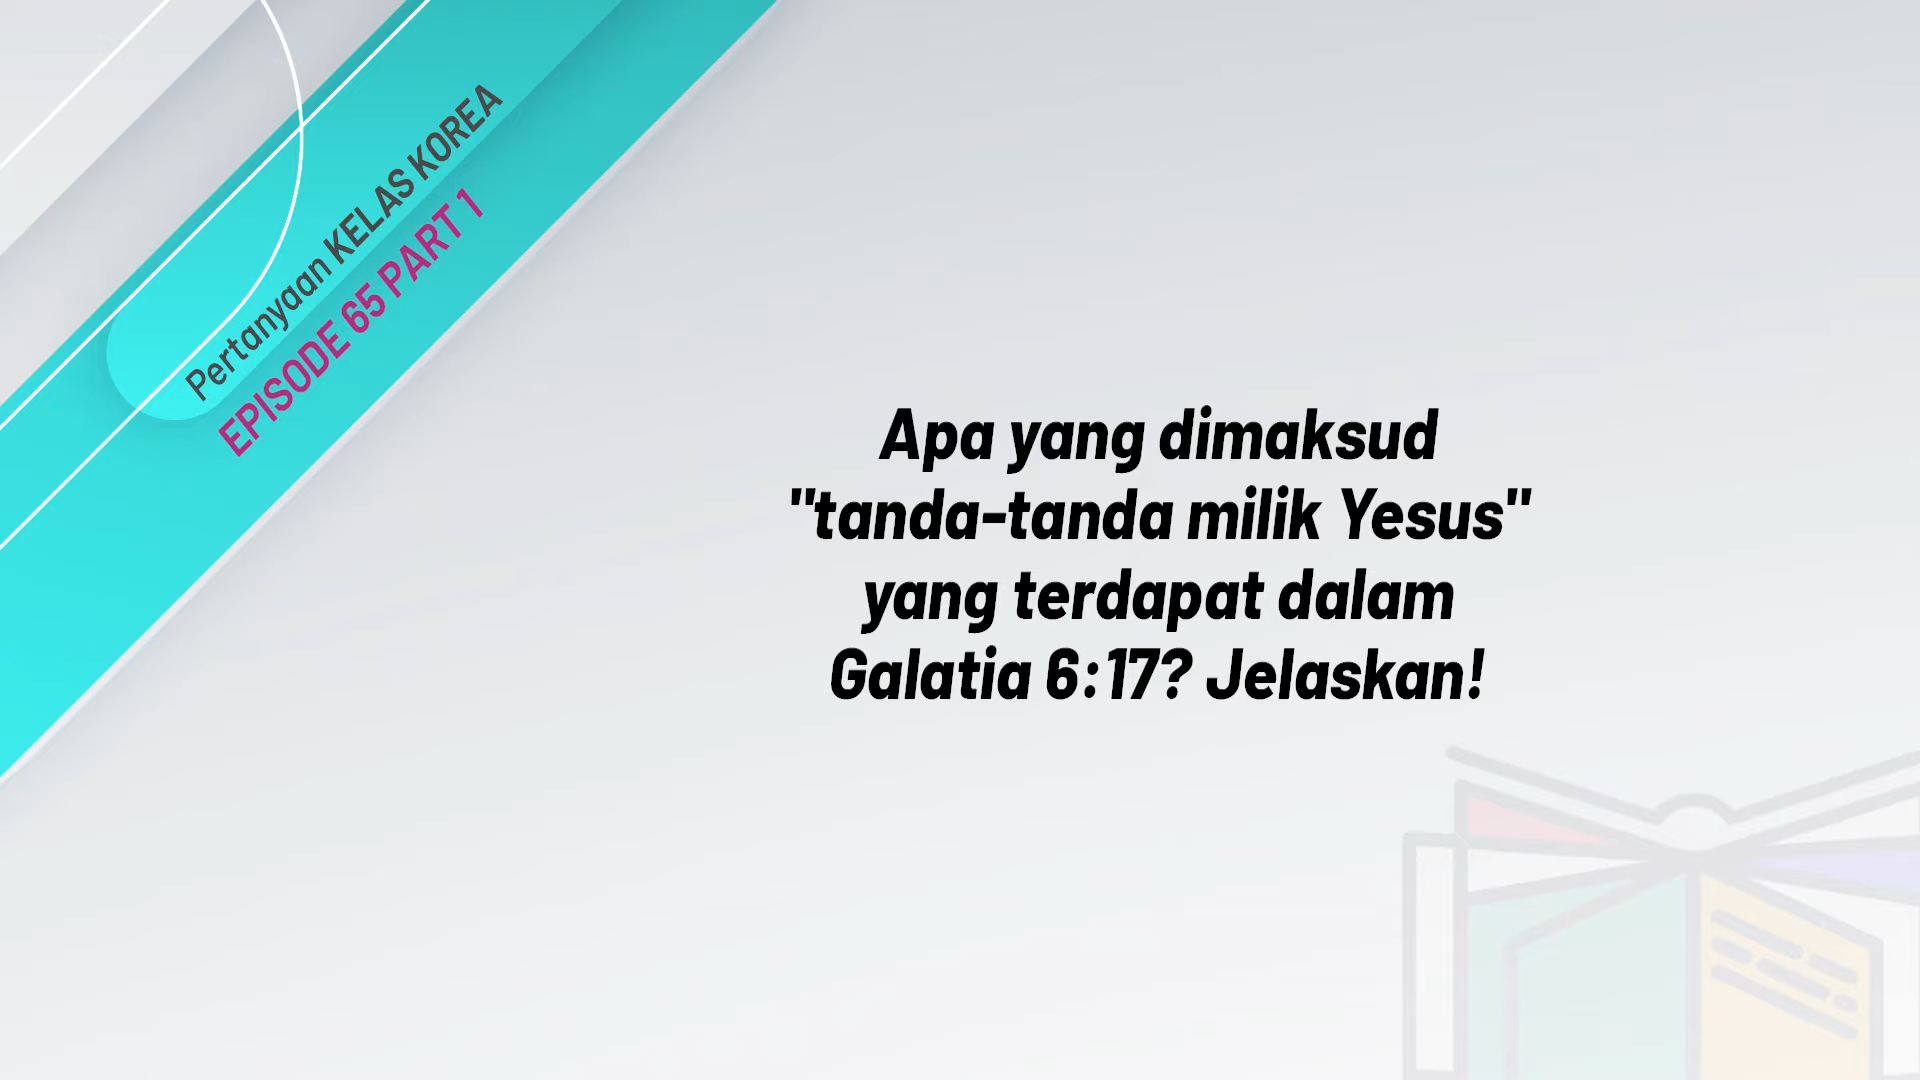 Pertanyaan KELAS KOREA
EPISODE 65 PART 1
Apa yang dimaksud
"tanda-tanda milik Yesus"
yang terdapat dalam
Galatia 6:17? Jelaskan!